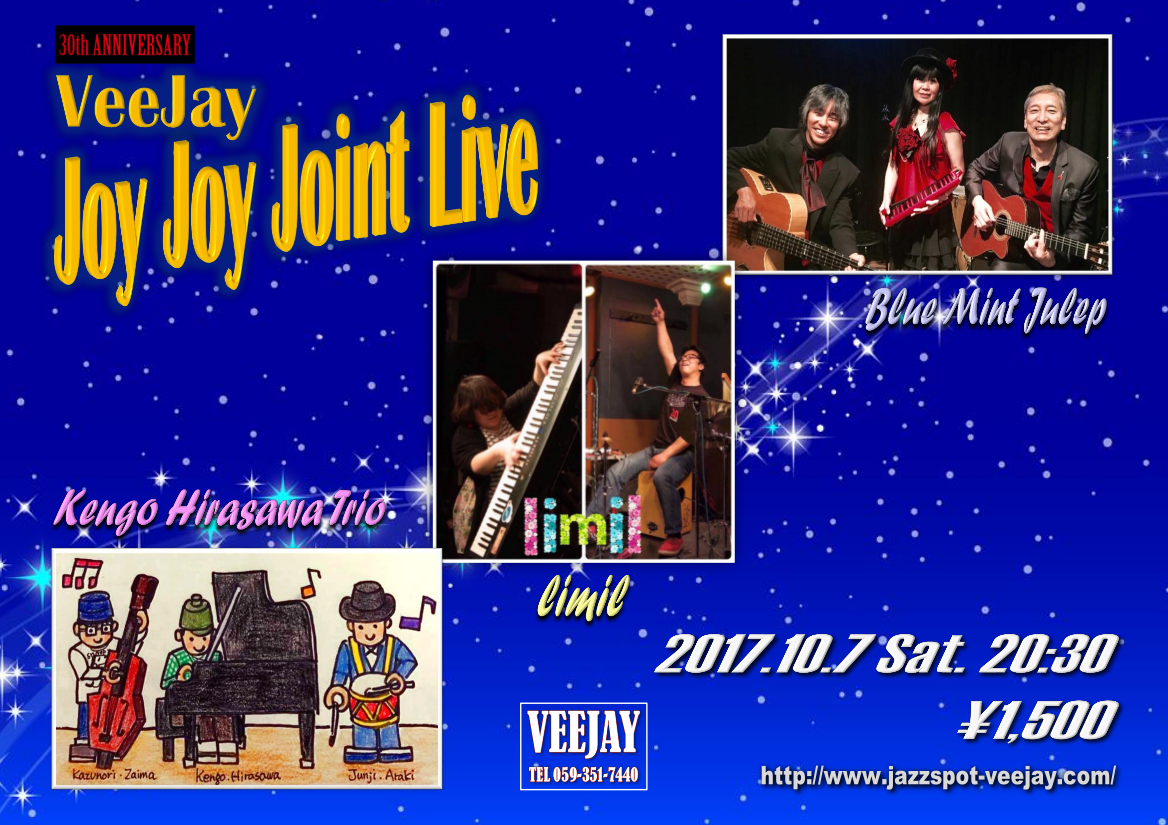 30th ANNIVERSARY
VeeJay
Joy Joy Joint Live
Blue Mint Julep
limil
Kengo Hirasawa Trio
limil
Kazunori・Zaima
Kengo.Hirasawa
Junji.Araki
2017.10.7 Sat. 20:30
¥1,500
VEEJAY
TEL 059-351-7440
http://www.jazzspot-veejay.com/